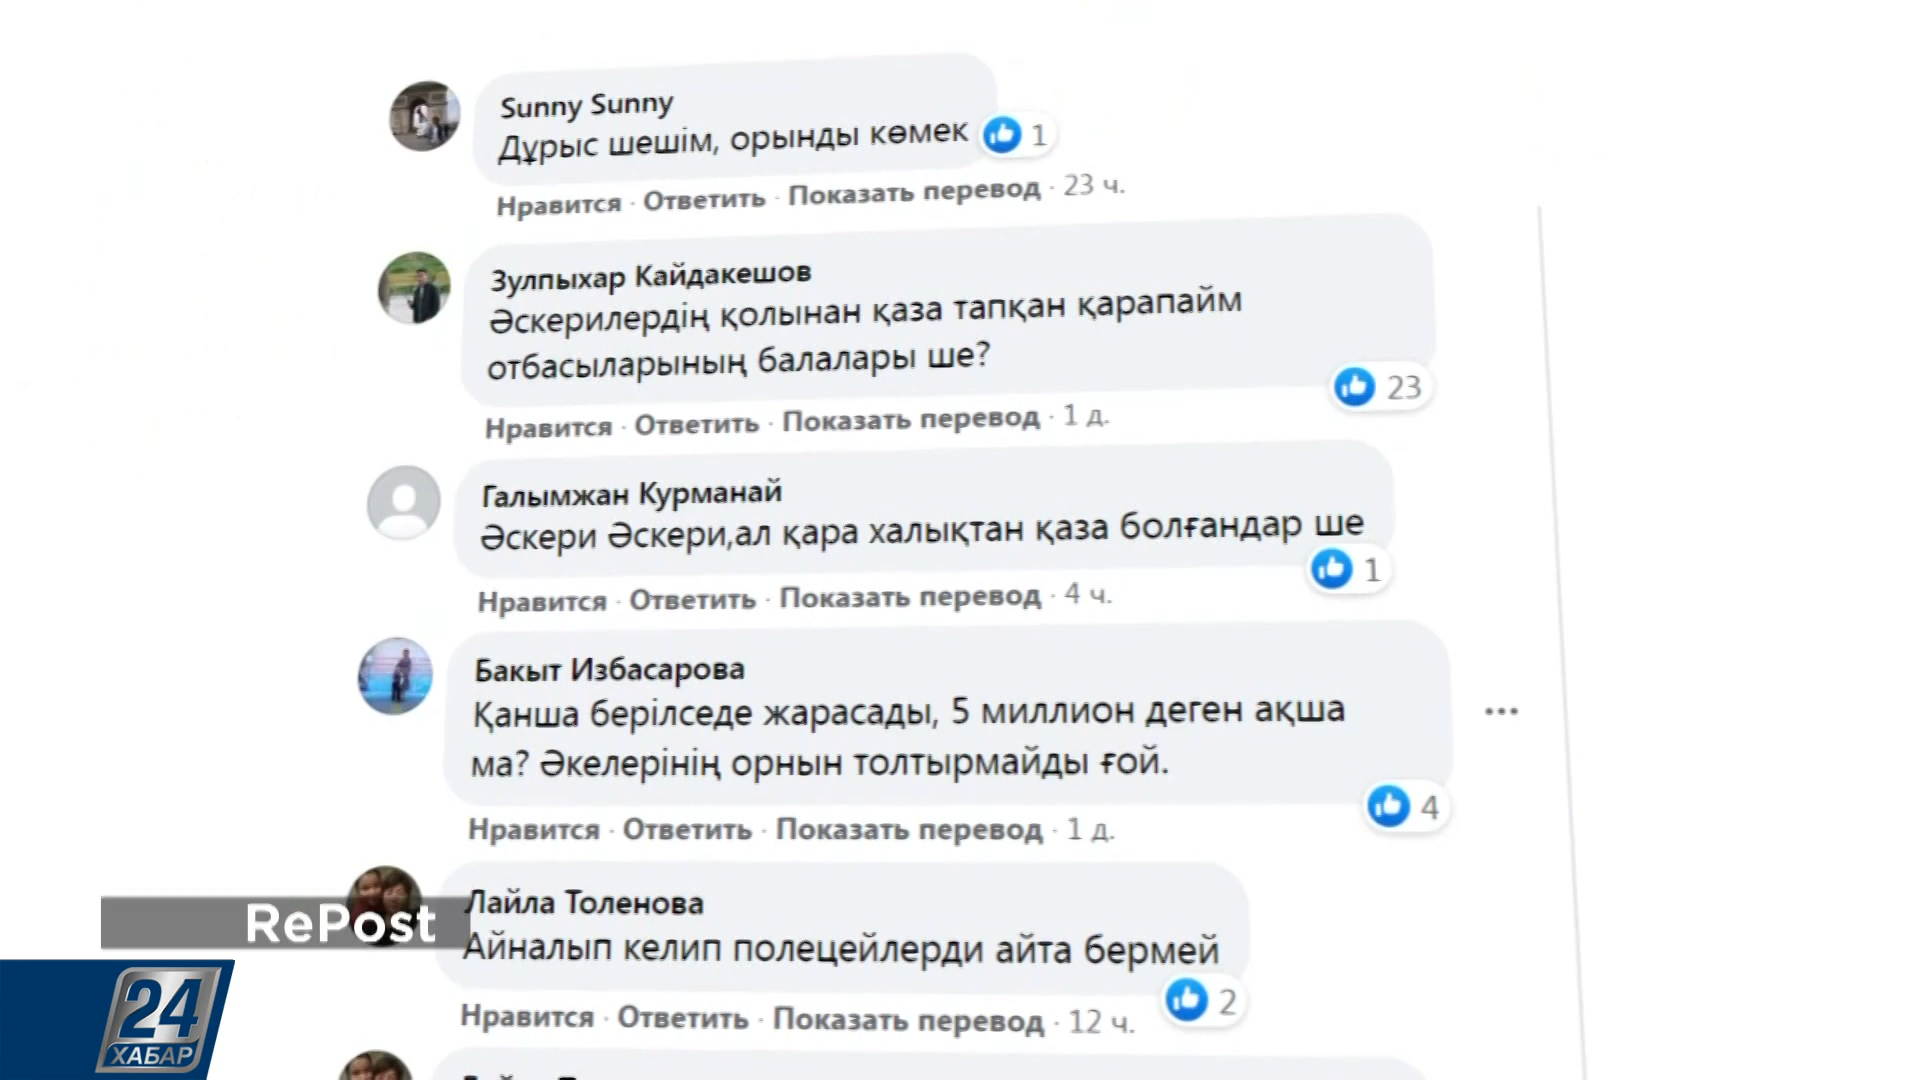 Sunny Sunny
Дұрыс шешім, орынды көмек
1
Нравится · Ответить · Показать перевод · 23 ч.
Зулпыхар Кайдакешов
Әскерилердің қолынан қаза тапқан қарапайм
отбасыларының балалары ше?
23
Нравится · Ответить · Показать перевод · 1 д.
Галымжан Курманай
Әскери Әскери,ал қара халықтан қаза болғандар ше
1
Нравится · Ответить · Показать перевод · 4 ч.
Бакыт Избасарова
Қанша берілседе жарасады, 5 миллион деген ақша
ма? Әкелерінің орнын толтырмайды ғой.
4
Нравится · Ответить · Показать перевод · 1 д.
Лайла Толенова
Айналып келип полецейлерди айта бермей
2
Нравится · Ответить · Показать перевод · 12 ч.
RePost
24
ХАБАР